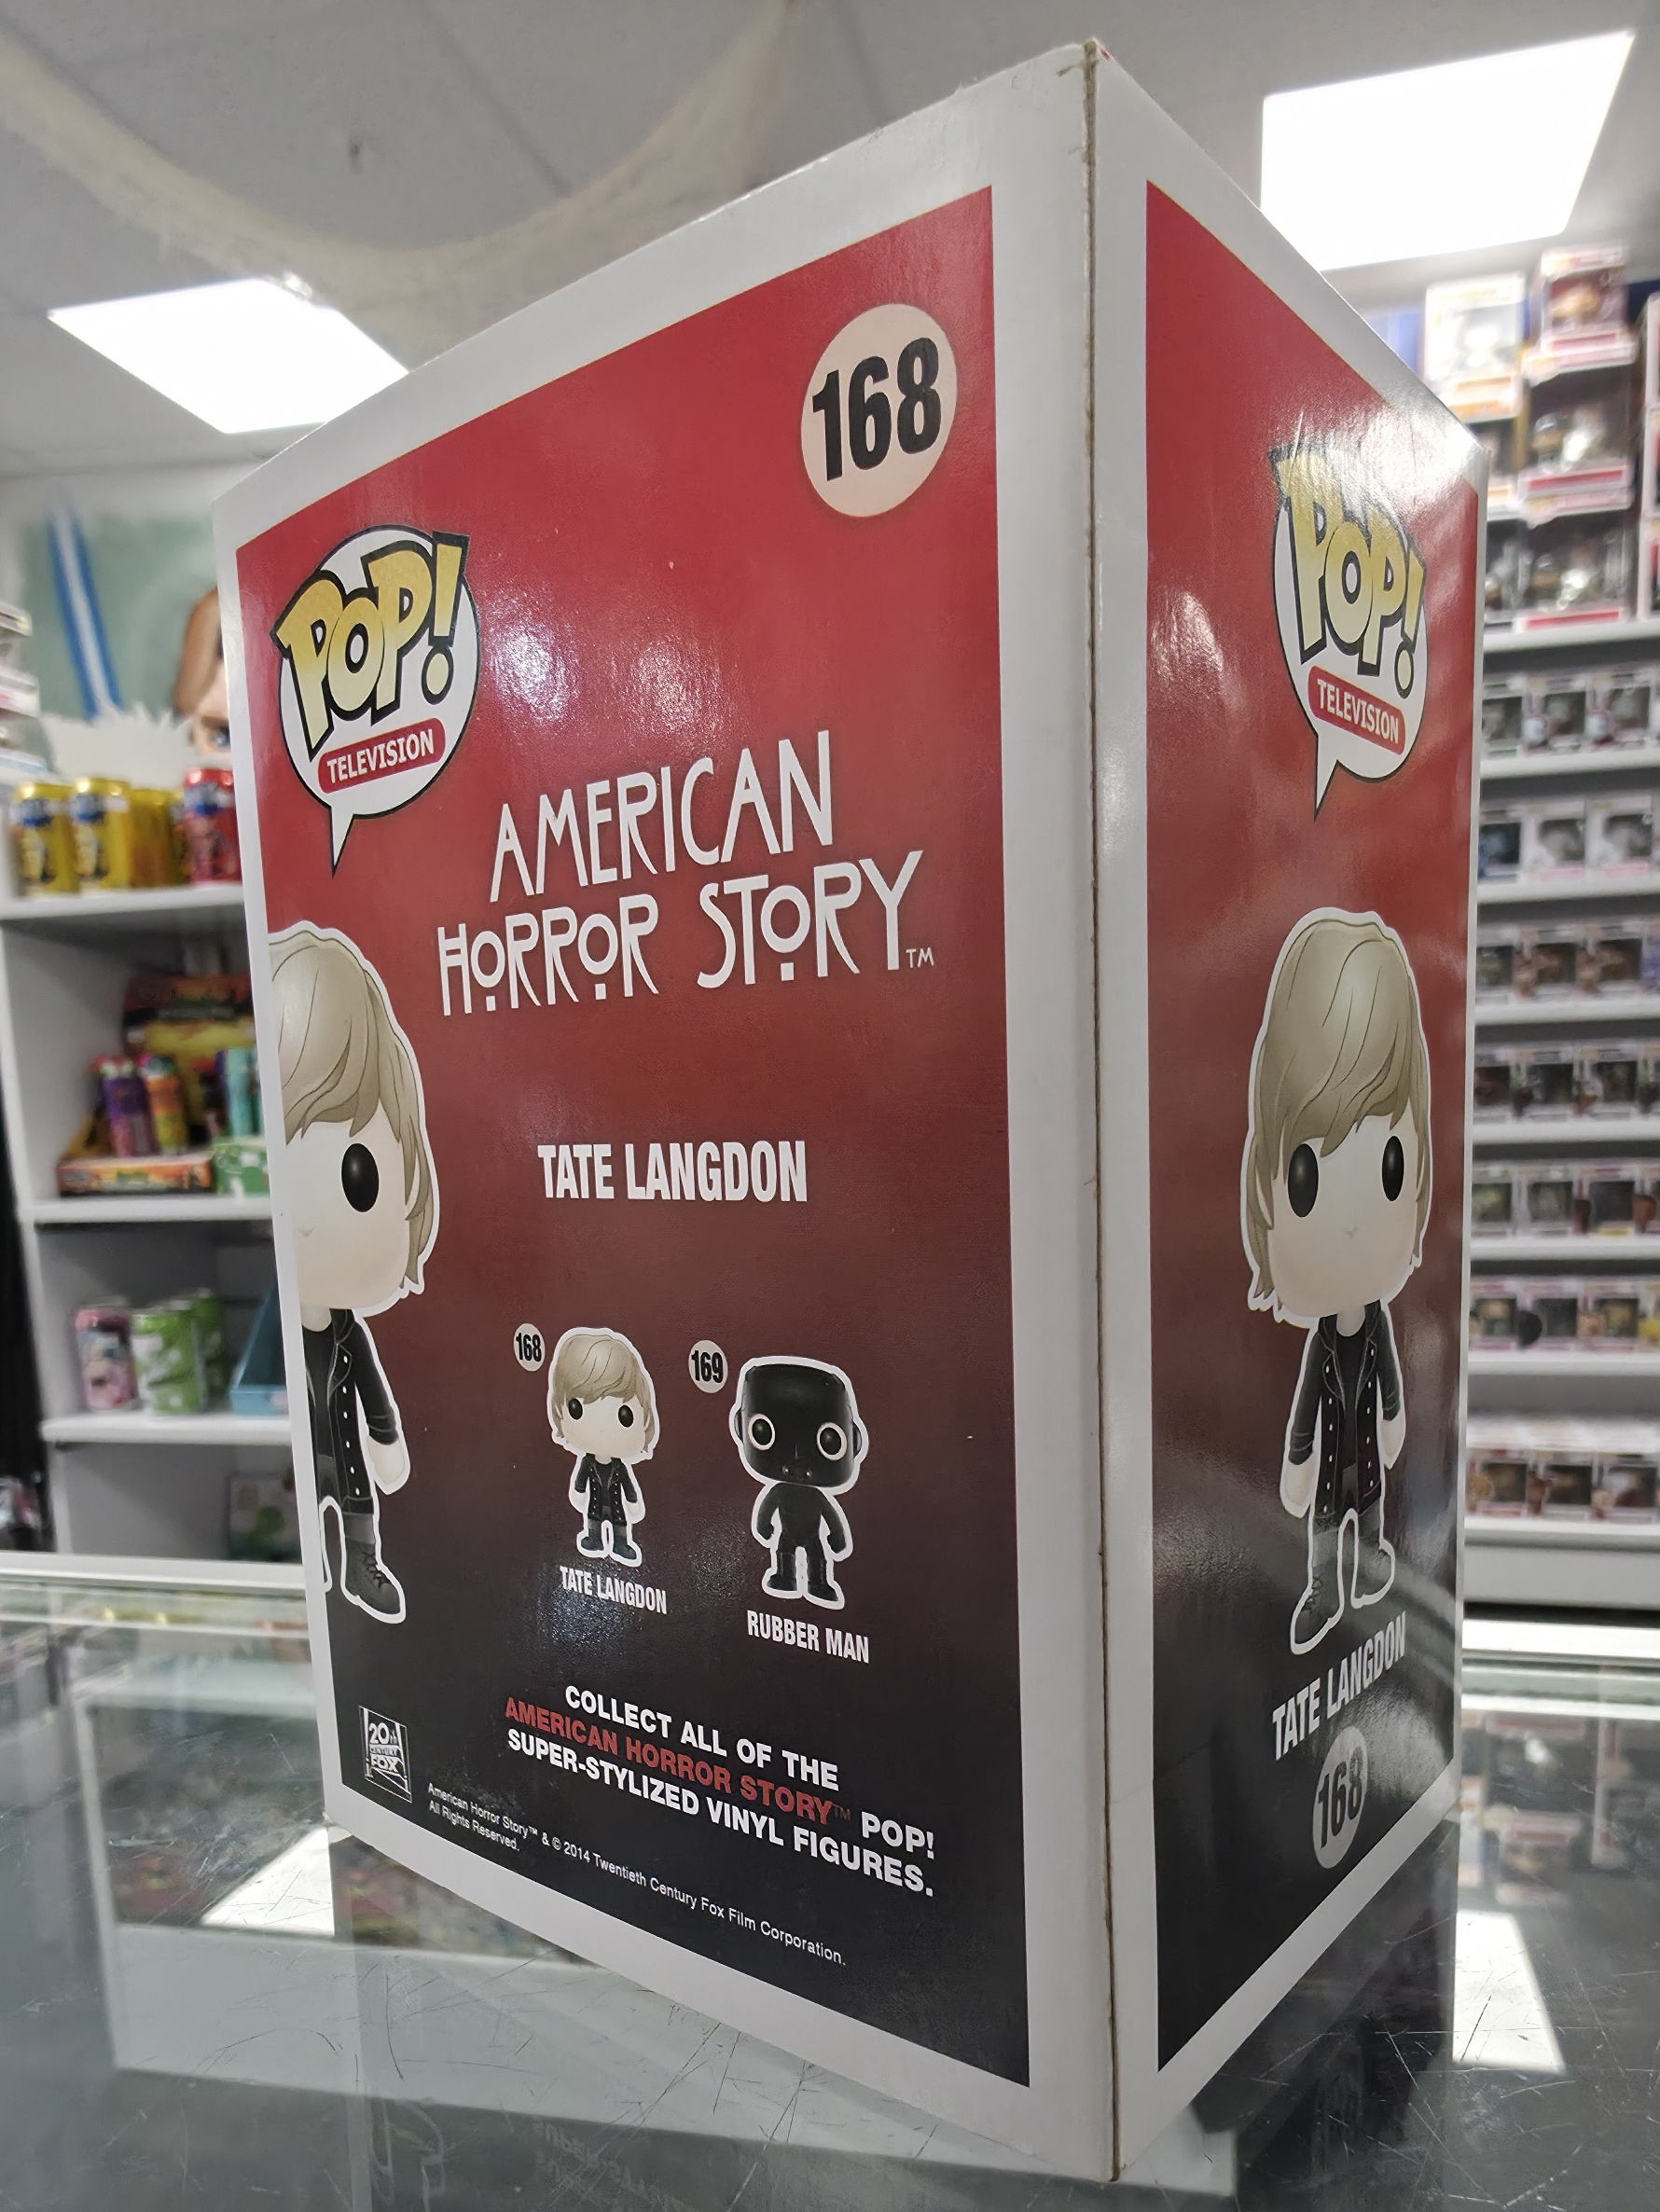 168
POP!
TELEVISION
AMERICAN
HORROR STORY™
TATE LANGDON
168
TATE LANGDON
169
RUBBER MAN
COLLECT ALL OF THE
AMERICAN HORROR STORY™ POP!
SUPER-STYLIZED VINYL FIGURES.
20th
CENTURY
FOX
American Horror Story™ & © 2014 Twentieth Century Fox Film Corporation.
All Rights Reserved.
POP!
TELEVISION
TATE LANGDON
168